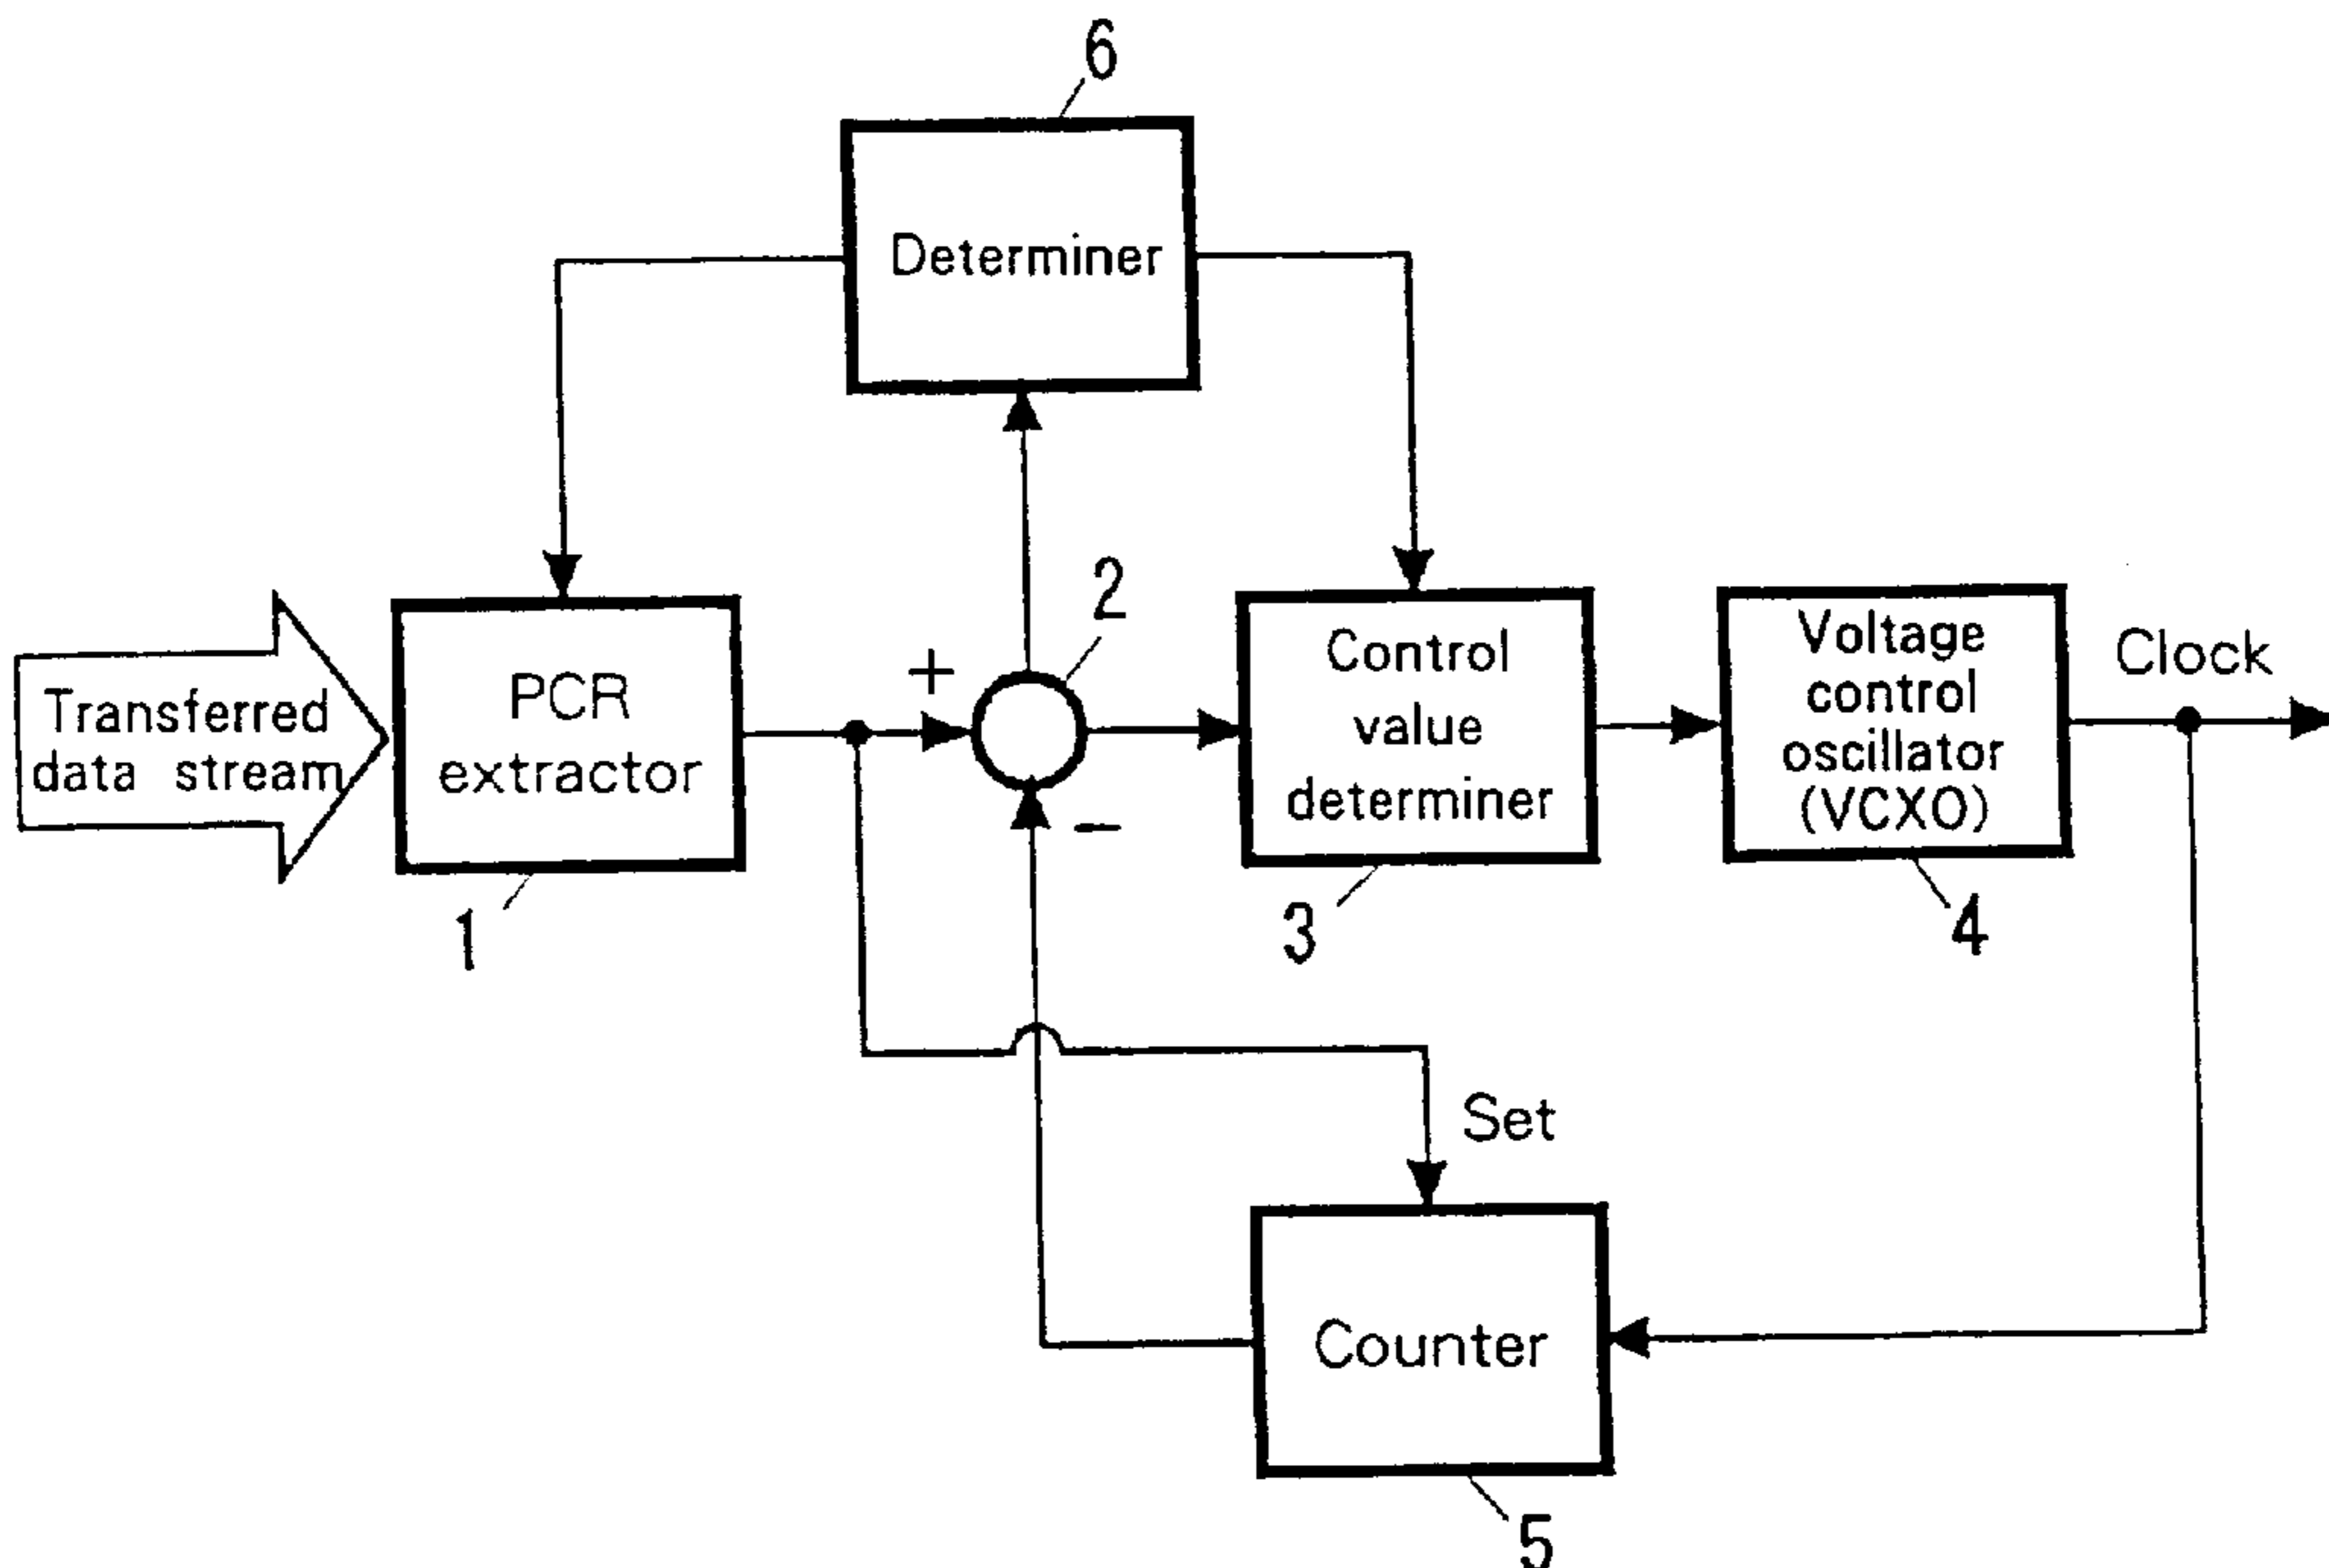 6
Determiner
2
+
−
Transferred
data stream
PCR
extractor
1
Control
value
determiner
3
Voltage
control
oscillator
(VCXO)
4
Clock
Set
Counter
5